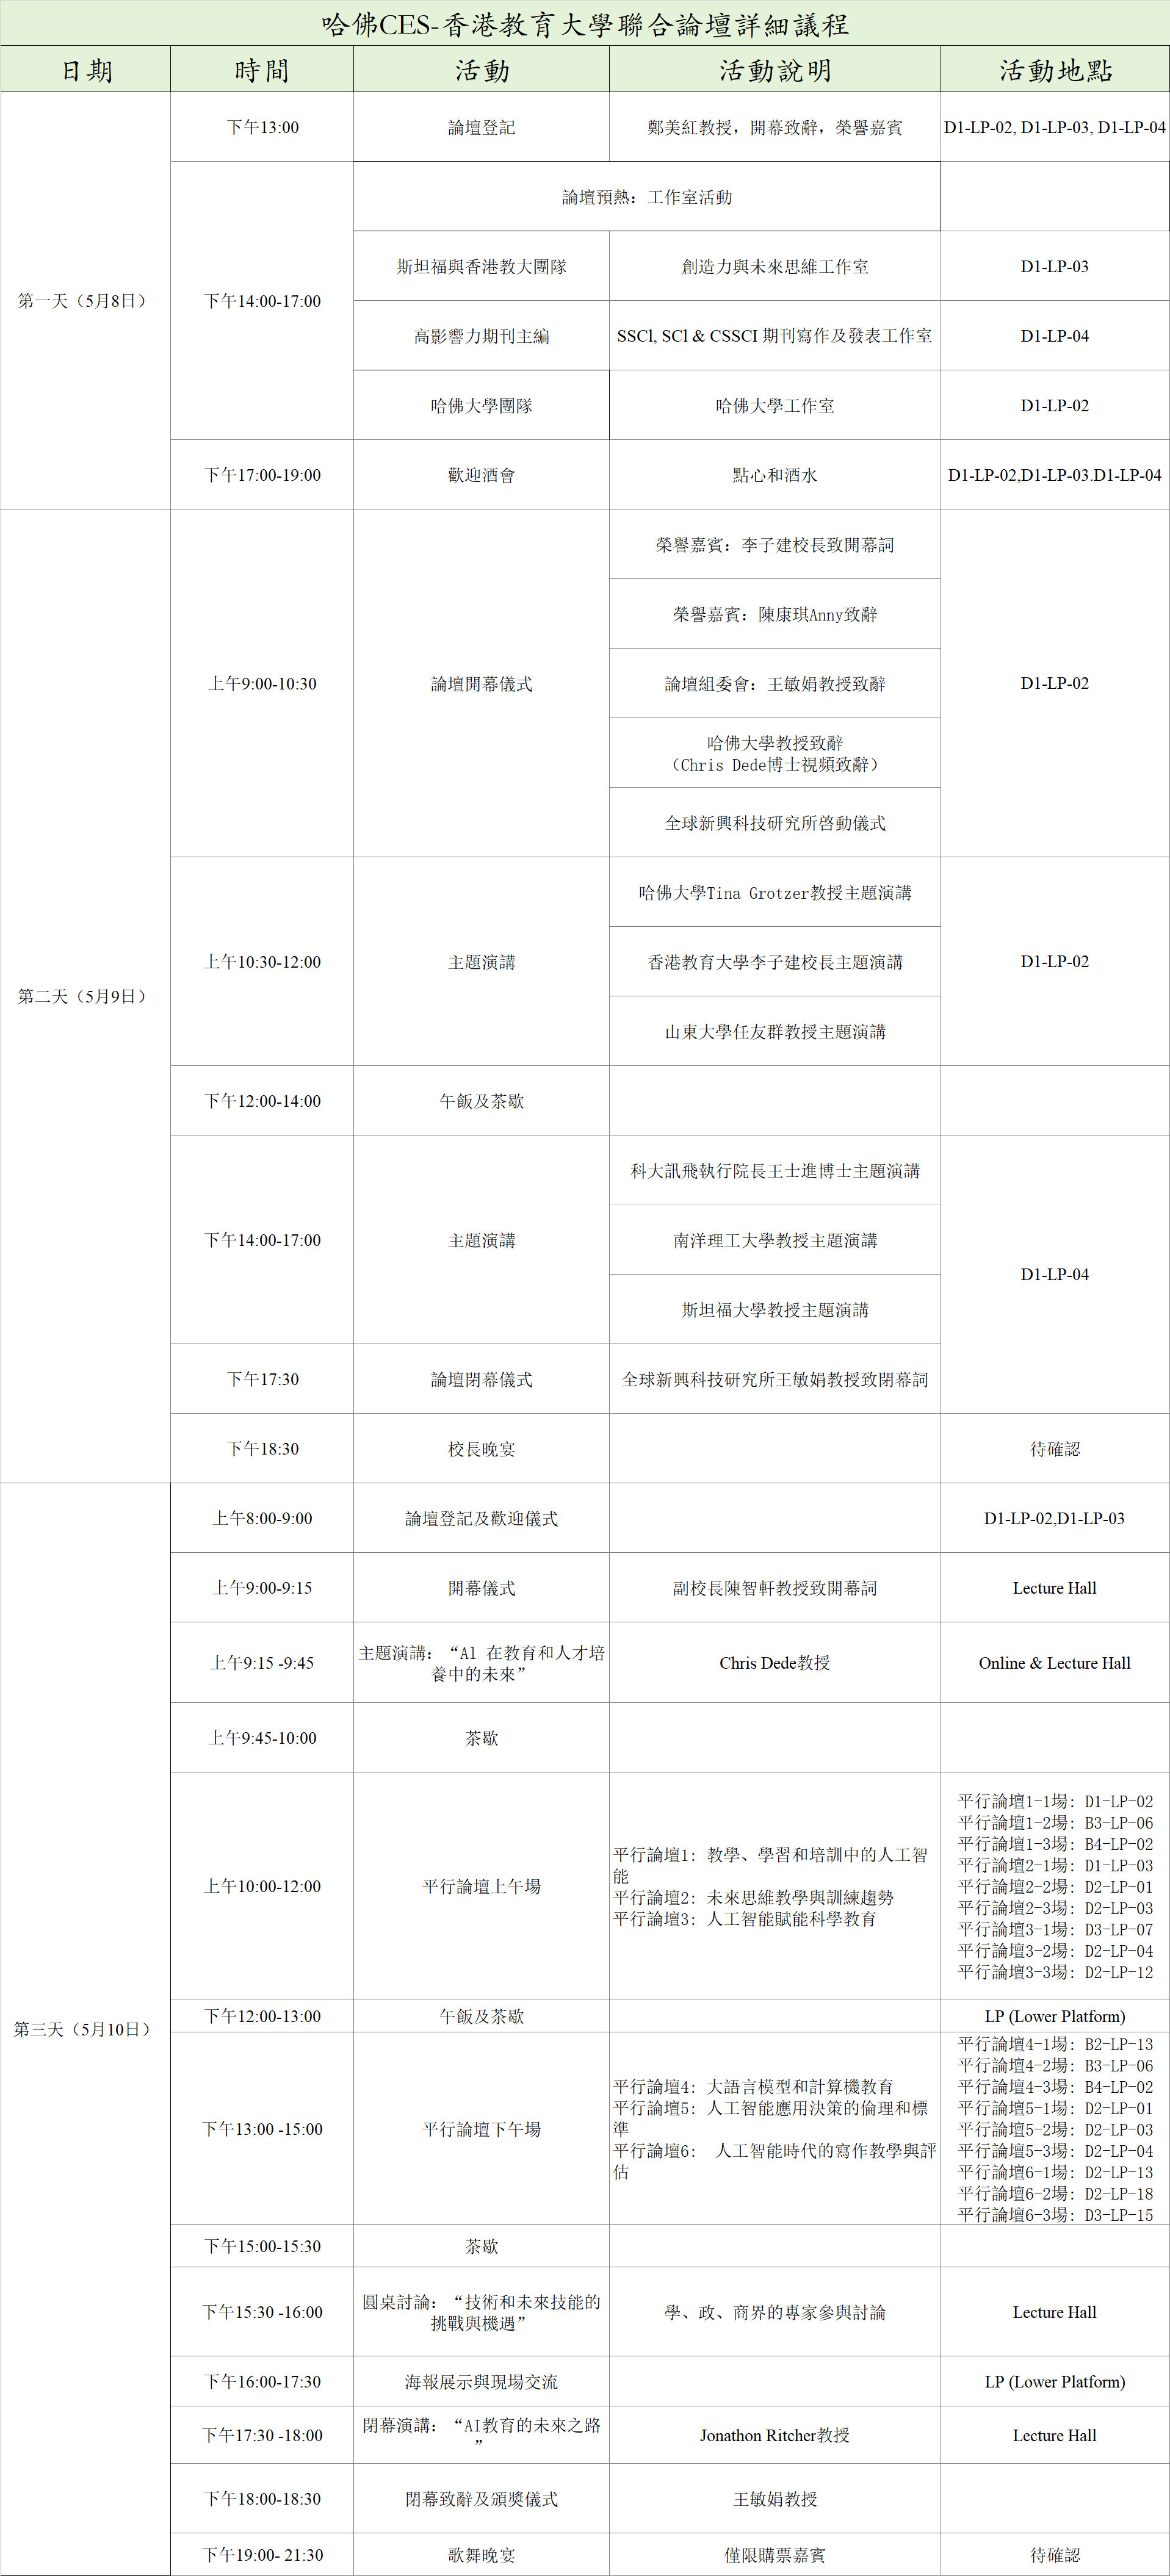 哈佛CES-香港教育大學聯合論壇詳細議程
日期 時間 活動 活動說明 活動地點
第一天（5月8日）
下午13:00 論壇登記 鄭美紅教授，開幕致辭，榮譽嘉賓 D1-LP-02, D1-LP-03, D1-LP-04
下午14:00-17:00
論壇預熱：工作室活動
斯坦福與香港教大團隊 創造力與未來思維工作室 D1-LP-03
高影響力期刊主編 SSCl, SCl & CSSCI 期刊寫作及發表工作室 D1-LP-04
哈佛大學團隊 哈佛大學工作室 D1-LP-02
下午17:00-19:00 歡迎酒會 點心和酒水 D1-LP-02,D1-LP-03.D1-LP-04
第二天（5月9日）
上午9:00-10:30 論壇開幕儀式
榮譽嘉賓：李子建校長致開幕詞
榮譽嘉賓：陳康琪Anny致辭
論壇組委會：王敏娟教授致辭
哈佛大學教授致辭
（Chris Dede博士視頻致辭）
全球新興科技研究所啓動儀式
D1-LP-02
上午10:30-12:00 主題演講
哈佛大學Tina Grotzer教授主題演講
香港教育大學李子建校長主題演講
山東大學任友群教授主題演講
D1-LP-02
下午12:00-14:00 午飯及茶歇
下午14:00-17:00 主題演講
科大訊飛執行院長王士進博士主題演講
南洋理工大學教授主題演講
斯坦福大學教授主題演講
D1-LP-04
下午17:30 論壇閉幕儀式 全球新興科技研究所王敏娟教授致閉幕詞
下午18:30 校長晚宴 待確認
第三天（5月10日）
上午8:00-9:00 論壇登記及歡迎儀式 D1-LP-02,D1-LP-03
上午9:00-9:15 開幕儀式 副校長陳智軒教授致開幕詞 Lecture Hall
上午9:15 -9:45
主題演講：“Al 在教育和人才培
養中的未來”
Chris Dede教授 Online & Lecture Hall
上午9:45-10:00 茶歇
上午10:00-12:00 平行論壇上午場
平行論壇1：教學、學習和培訓中的人工智
能
平行論壇2：未來思維教學與訓練趨勢
平行論壇3：人工智能賦能科學教育
平行論壇1-1場：D1-LP-02
平行論壇1-2場：B3-LP-06
平行論壇1-3場：B4-LP-02
平行論壇2-1場：D1-LP-03
平行論壇2-2場：D2-LP-01
平行論壇2-3場：D2-LP-03
平行論壇3-1場：D3-LP-07
平行論壇3-2場：D2-LP-04
平行論壇3-3場：D2-LP-12
下午12:00-13:00 午飯及茶歇 LP (Lower Platform)
下午13:00 -15:00 平行論壇下午場
平行論壇4：大語言模型和計算機教育
平行論壇5：人工智能應用決策的倫理和標
準
平行論壇6： 人工智能時代的寫作教學與評
估
平行論壇4-1場：B2-LP-13
平行論壇4-2場：B3-LP-06
平行論壇4-3場：B4-LP-02
平行論壇5-1場：D2-LP-01
平行論壇5-2場：D2-LP-03
平行論壇5-3場：D2-LP-04
平行論壇6-1場：D2-LP-13
平行論壇6-2場：D2-LP-18
平行論壇6-3場：D3-LP-15
下午15:00-15:30 茶歇
下午15:30 -16:00
圓桌討論：“技術和未來技能的
挑戰與機遇”
學、政、商界的專家參與討論 Lecture Hall
下午16:00-17:30 海報展示與現場交流 LP (Lower Platform)
下午17:30 -18:00
閉幕演講：“AI教育的未來之路
”
Jonathon Ritcher教授 Lecture Hall
下午18:00-18:30 閉幕致辭及頒獎儀式 王敏娟教授
下午19:00- 21:30 歌舞晚宴 僅限購票嘉賓 待確認